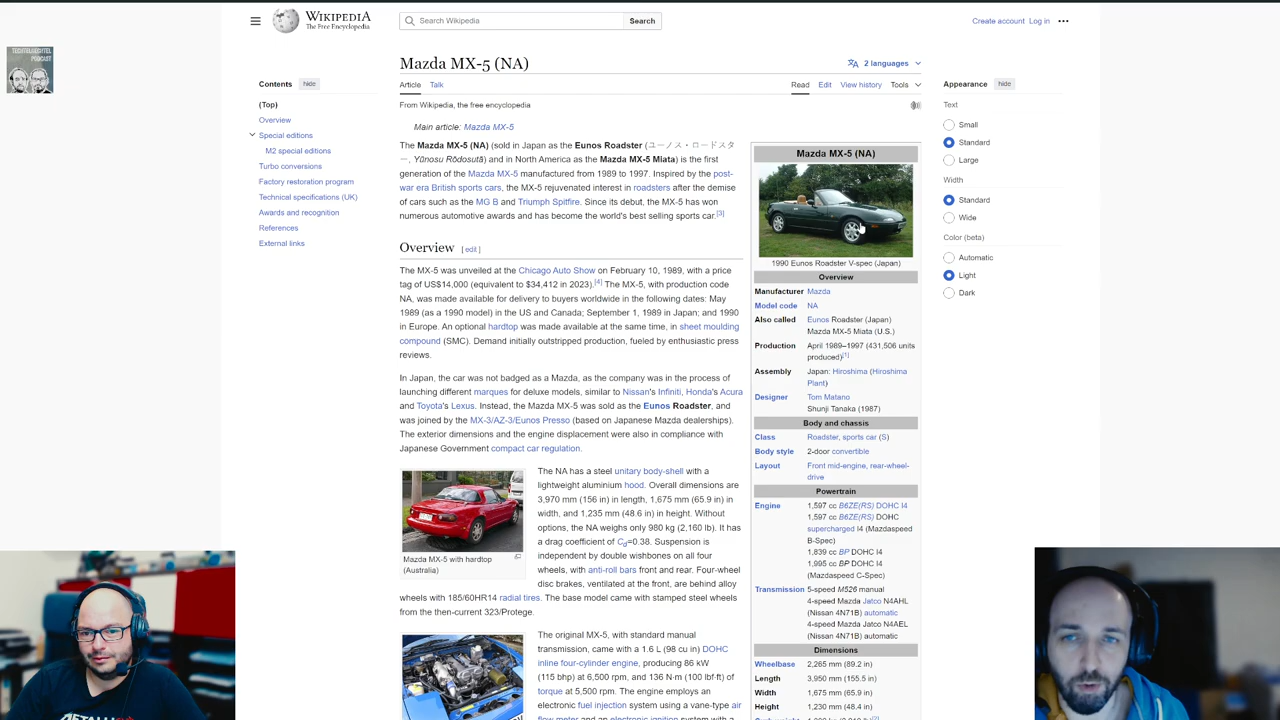 WIKIPEDIA
The Free Encyclopedia
Search Wikipedia
Search
Create account Log in
TECHTELMECHTEL
PODCAST
Mazda MX-5 (NA)
2 languages
Contents hide
Article Talk
Read Edit View history Tools
Appearance hide
(Top)
Overview
Special editions
M2 special editions
Turbo conversions
Factory restoration program
Technical specifications (UK)
Awards and recognition
References
External links
From Wikipedia, the free encyclopedia
Main article: Mazda MX-5
The Mazda MX-5 (NA) (sold in Japan as the Eunos Roadster (ユーノス・ロードスタ
ー, Yūnosu Rōdosutā) and in North America as the Mazda MX-5 Miata) is the first
generation of the Mazda MX-5 manufactured from 1989 to 1997. Inspired by the post-
war era British sports cars, the MX-5 rejuvenated interest in roadsters after the demise
of cars such as the MG B and Triumph Spitfire. Since its debut, the MX-5 has won
numerous automotive awards and has become the world's best selling sports car.[3]
Overview [ edit ]
The MX-5 was unveiled at the Chicago Auto Show on February 10, 1989, with a price
tag of US$14,000 (equivalent to $34,412 in 2023).[4] The MX-5, with production code
NA, was made available for delivery to buyers worldwide in the following dates: May
1989 (as a 1990 model) in the US and Canada; September 1, 1989 in Japan; and 1990
in Europe. An optional hardtop was made available at the same time, in sheet moulding
compound (SMC). Demand initially outstripped production, fueled by enthusiastic press
reviews.
In Japan, the car was not badged as a Mazda, as the company was in the process of
launching different marques for deluxe models, similar to Nissan's Infiniti, Honda's Acura
and Toyota's Lexus. Instead, the Mazda MX-5 was sold as the Eunos Roadster, and
was joined by the MX-3/AZ-3/Eunos Presso (based on Japanese Mazda dealerships).
The exterior dimensions and the engine displacement were also in compliance with
Japanese Government compact car regulation.
The NA has a steel unitary body-shell with a
lightweight aluminium hood. Overall dimensions are
3,970 mm (156 in) in length, 1,675 mm (65.9 in) in
width, and 1,235 mm (48.6 in) in height. Without
options, the NA weighs only 980 kg (2,160 lb). It has
a drag coefficient of Cd=0.38. Suspension is
independent by double wishbones on all four
wheels, with anti-roll bars front and rear. Four-wheel
disc brakes, ventilated at the front, are behind alloy
wheels with 185/60HR14 radial tires. The base model came with stamped steel wheels
from the then-current 323/Protege.
Mazda MX-5 with hardtop
(Australia)
The original MX-5, with standard manual
transmission, came with a 1.6 L (98 cu in) DOHC
inline four-cylinder engine, producing 86 kW
(115 bhp) at 6,500 rpm, and 136 N·m (100 lbf·ft) of
torque at 5,500 rpm. The engine employs an
electronic fuel injection system using a vane-type air
flow meter and an electronic ignition system with a
Mazda MX-5 (NA)
1990 Eunos Roadster V-spec (Japan)
Overview
Manufacturer Mazda
Model code NA
Also called Eunos Roadster (Japan)
Mazda MX-5 Miata (U.S.)
Production April 1989–1997 (431,506 units
produced)[1]
Assembly Japan: Hiroshima (Hiroshima
Plant)
Designer Tom Matano
Shunji Tanaka (1987)
Body and chassis
Class Roadster, sports car (S)
Body style 2-door convertible
Layout Front mid-engine, rear-wheel-
drive
Powertrain
Engine 1,597 cc B6ZE(RS) DOHC I4
1,597 cc B6ZE(RS) DOHC
supercharged I4 (Mazdaspeed
B-Spec)
1,839 cc BP DOHC I4
1,995 cc BP DOHC I4
(Mazdaspeed C-Spec)
Transmission 5-speed M526 manual
4-speed Mazda Jatco N4AHL
(Nissan 4N71B) automatic
4-speed Mazda Jatco N4AEL
(Nissan 4N71B) automatic
Dimensions
Wheelbase 2,265 mm (89.2 in)
Length 3,950 mm (155.5 in)
Width 1,675 mm (65.9 in)
Height 1,230 mm (48.4 in)
Text
Small
Standard
Large
Width
Standard
Wide
Color (beta)
Automatic
Light
Dark